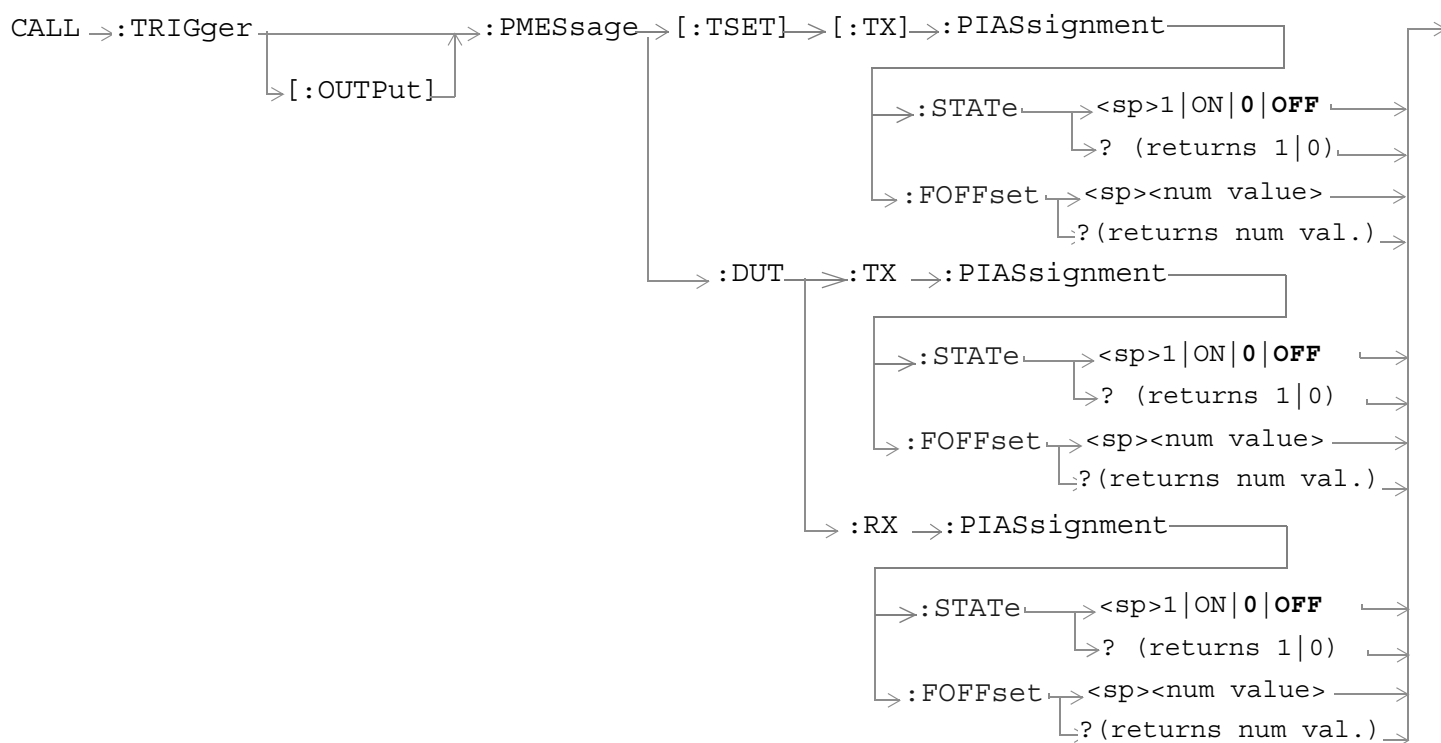 CALL :TRIGger :PMESsage [:TSET] [:TX] :PIASsignment
[:OUTPut]
:STATe <sp>1|ON|0|OFF
? (returns 1|0)
:FOFFset <sp><num value>
?(returns num val.)
:DUT :TX :PIASsignment
:STATe <sp>1|ON|0|OFF
? (returns 1|0)
:FOFFset <sp><num value>
?(returns num val.)
:RX :PIASsignment
:STATe <sp>1|ON|0|OFF
? (returns 1|0)
:FOFFset <sp><num value>
?(returns num val.)